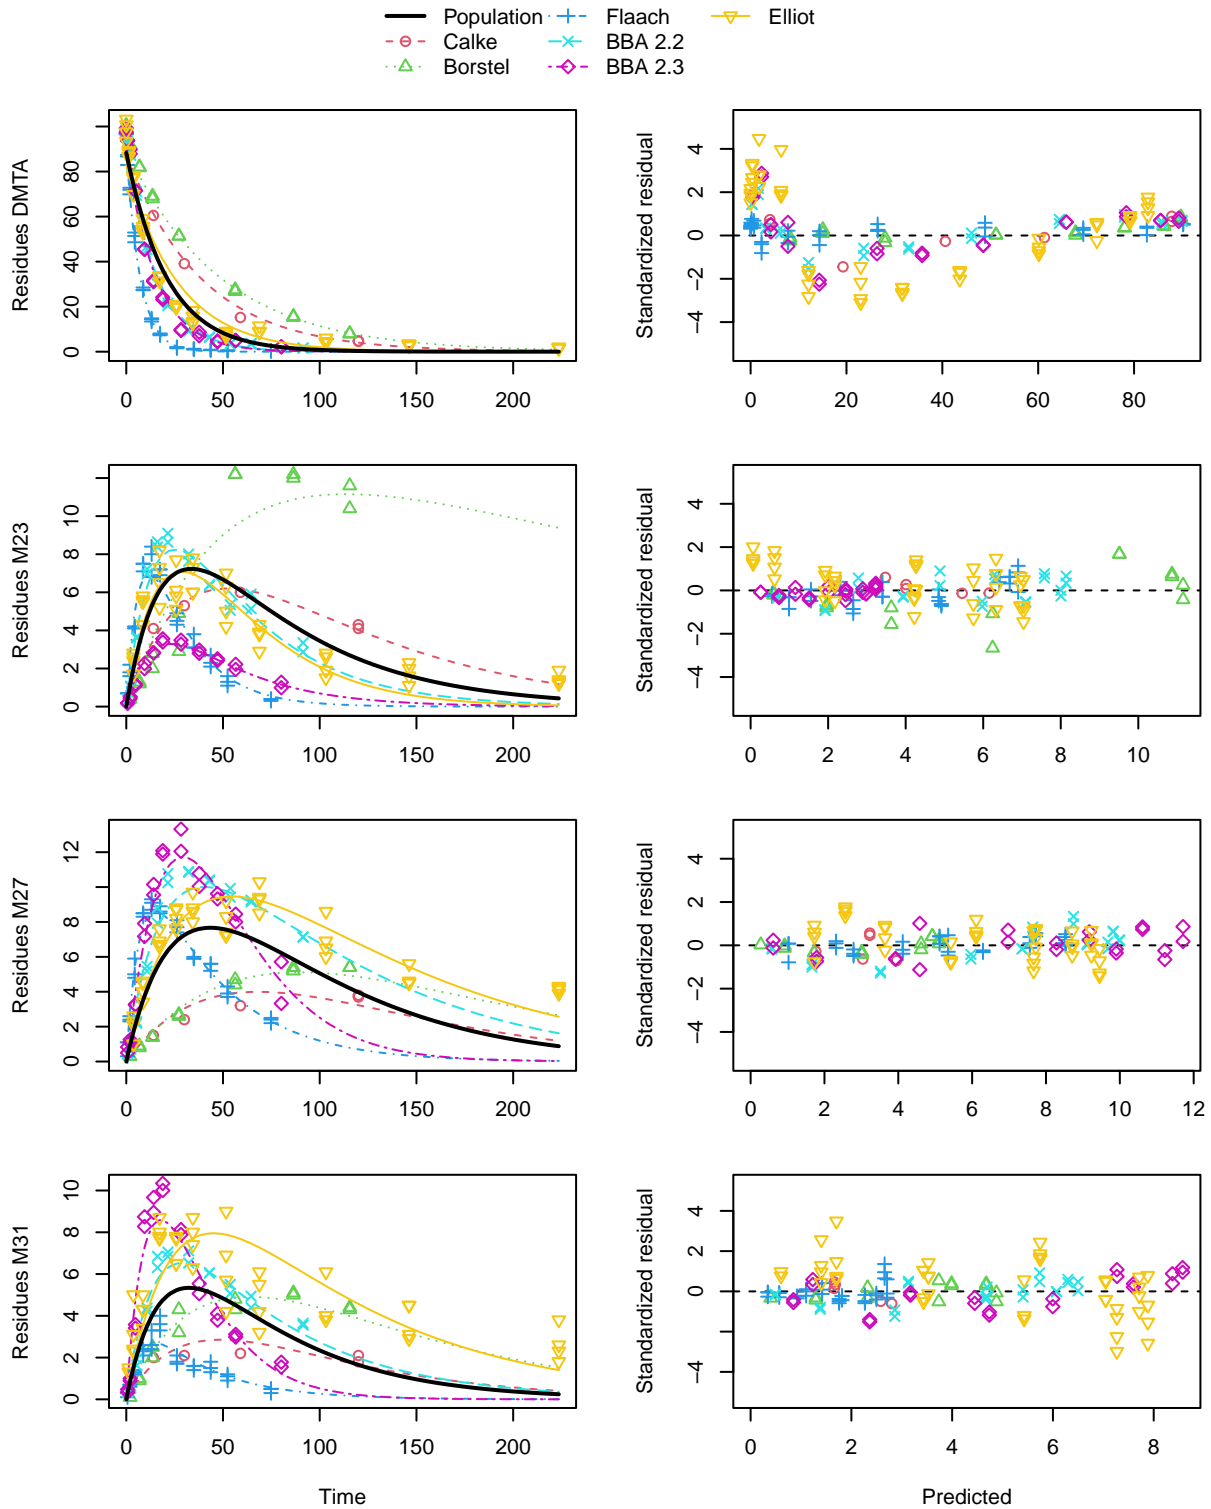 Population Flaach Elliot
Calke BBA 2.2
Borstel BBA 2.3
Residues DMTA
0 20 40 60 80
0 50 100 150 200
Standardized residual
−4 −2 0 2 4
0 20 40 60 80
Residues M23
0 2 4 6 8 10
0 50 100 150 200
Standardized residual
−4 −2 0 2 4
0 2 4 6 8 10
Residues M27
0 2 4 6 8 12
0 50 100 150 200
Standardized residual
−4 −2 0 2 4
0 2 4 6 8 10 12
Residues M31
0 2 4 6 8 10
0 50 100 150 200
Time
Standardized residual
−4 0 2 4
0 2 4 6 8
Predicted